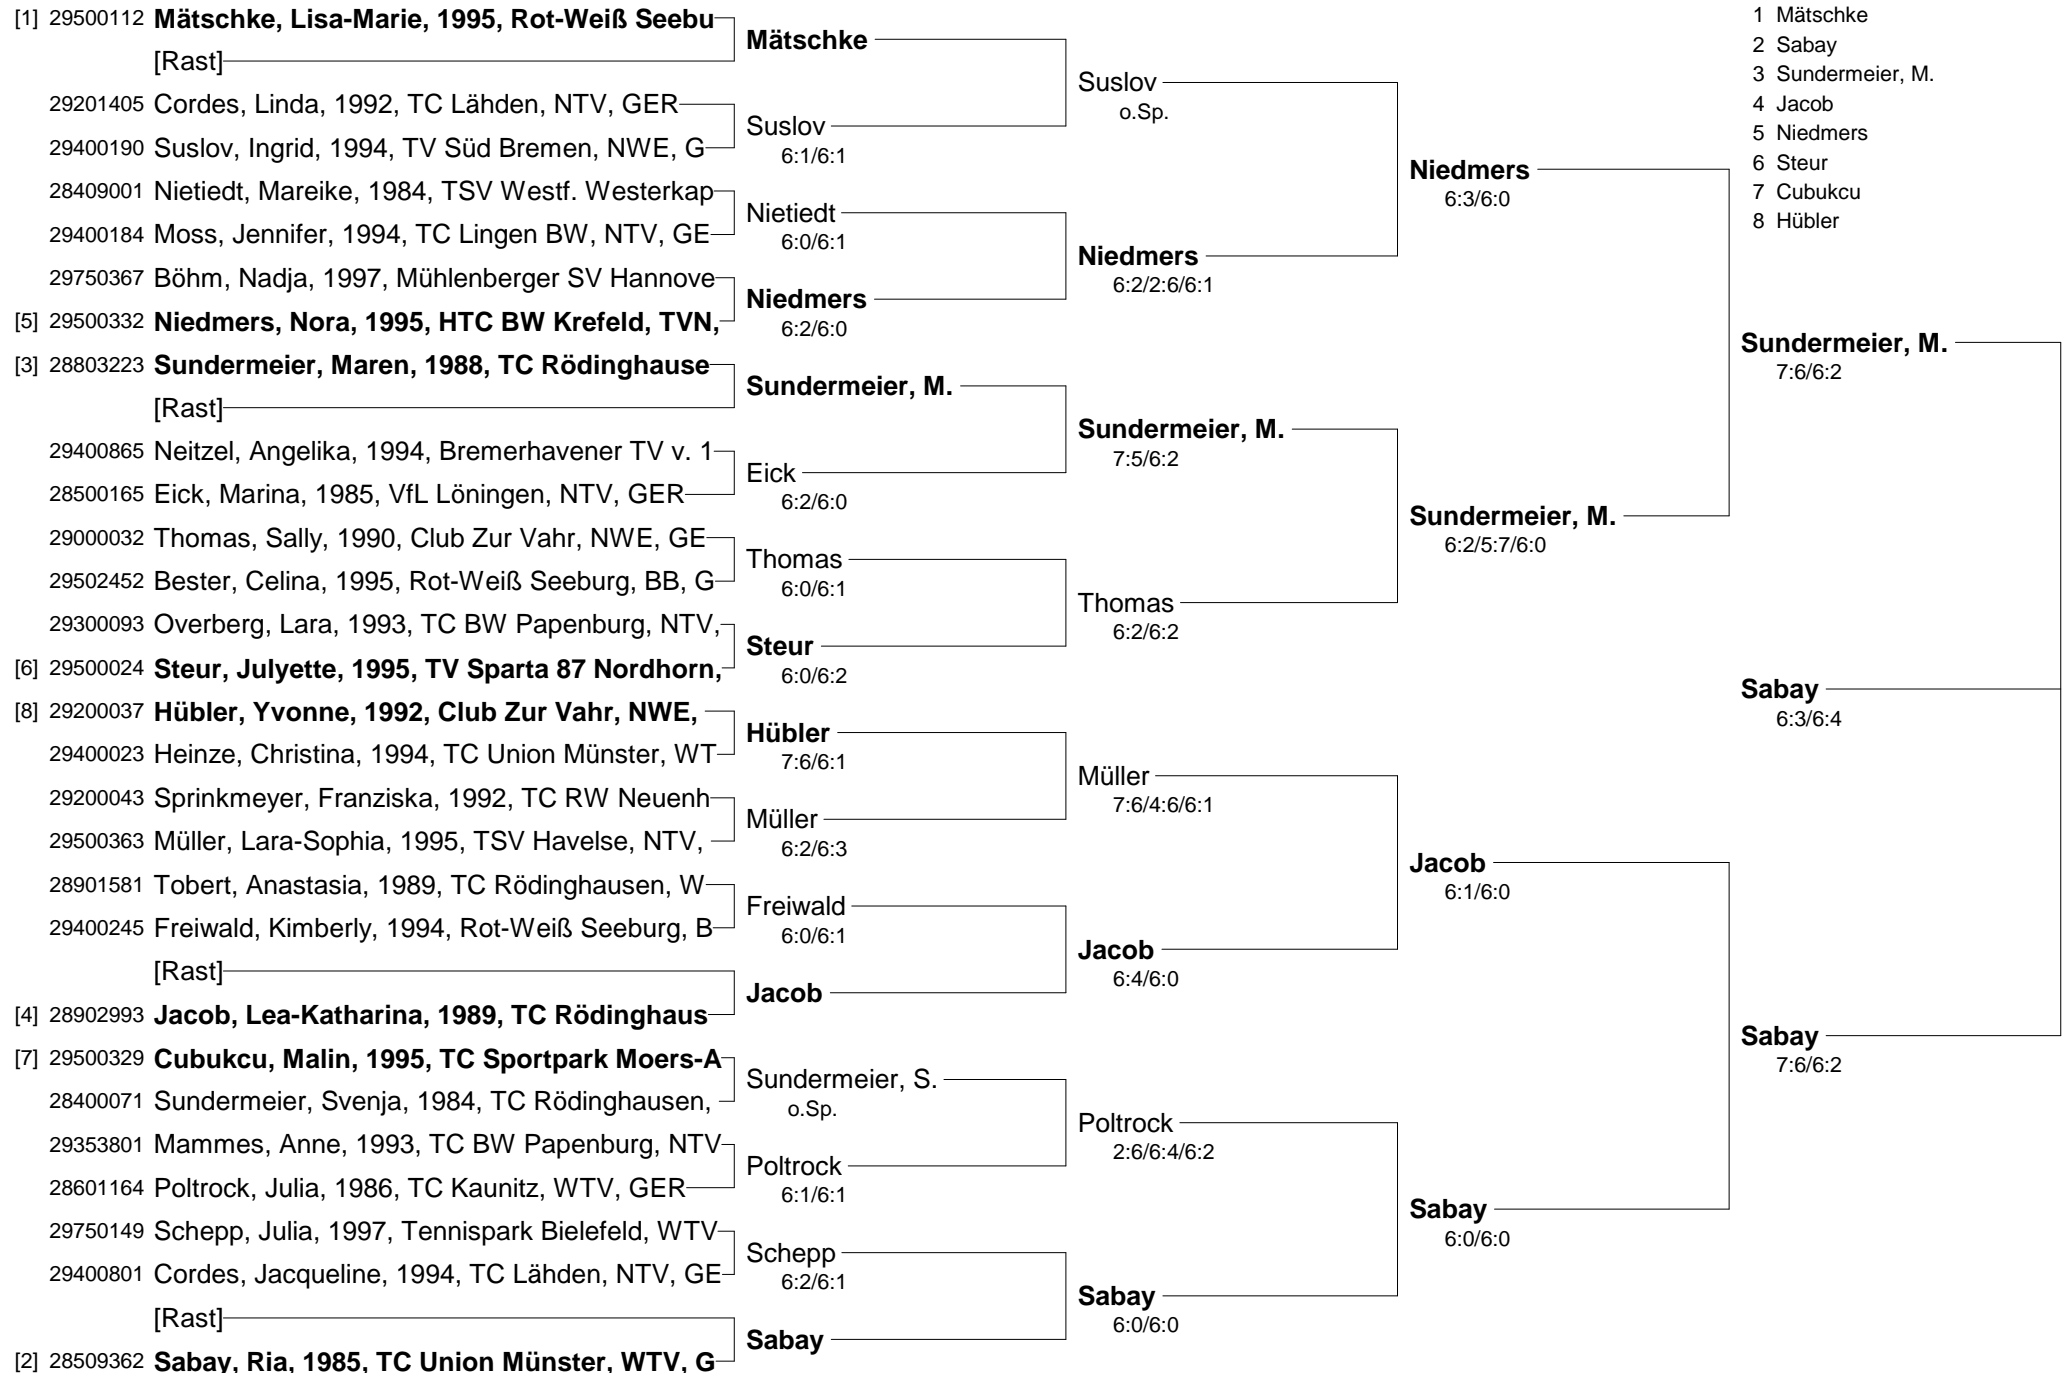 [1] 29500112 Mätschke, Lisa-Marie, 1995, Rot-Weiß Seebu
[Rast]
29201405 Cordes, Linda, 1992, TC Lähden, NTV, GER
29400190 Suslov, Ingrid, 1994, TV Süd Bremen, NWE, G
28409001 Nietiedt, Mareike, 1984, TSV Westf. Westerkap
29400184 Moss, Jennifer, 1994, TC Lingen BW, NTV, GE
29750367 Böhm, Nadja, 1997, Mühlenberger SV Hannove
[5] 29500332 Niedmers, Nora, 1995, HTC BW Krefeld, TVN,
[3] 28803223 Sundermeier, Maren, 1988, TC Rödinghause
[Rast]
29400865 Neitzel, Angelika, 1994, Bremerhavener TV v. 1
28500165 Eick, Marina, 1985, VfL Löningen, NTV, GER
29000032 Thomas, Sally, 1990, Club Zur Vahr, NWE, GE
29502452 Bester, Celina, 1995, Rot-Weiß Seeburg, BB, G
29300093 Overberg, Lara, 1993, TC BW Papenburg, NTV,
[6] 29500024 Steur, Julyette, 1995, TV Sparta 87 Nordhorn,
[8] 29200037 Hübler, Yvonne, 1992, Club Zur Vahr, NWE,
29400023 Heinze, Christina, 1994, TC Union Münster, WT
29200043 Sprinkmeyer, Franziska, 1992, TC RW Neuenh
29500363 Müller, Lara-Sophia, 1995, TSV Havelse, NTV,
28901581 Tobert, Anastasia, 1989, TC Rödinghausen, W
29400245 Freiwald, Kimberly, 1994, Rot-Weiß Seeburg, B
[Rast]
[4] 28902993 Jacob, Lea-Katharina, 1989, TC Rödinghaus
[7] 29500329 Cubukcu, Malin, 1995, TC Sportpark Moers-A
28400071 Sundermeier, Svenja, 1984, TC Rödinghausen,
29353801 Mammes, Anne, 1993, TC BW Papenburg, NTV
28601164 Poltrock, Julia, 1986, TC Kaunitz, WTV, GER
29750149 Schepp, Julia, 1997, Tennispark Bielefeld, WTV
29400801 Cordes, Jacqueline, 1994, TC Lähden, NTV, GE
[Rast]
[2] 28509362 Sabay, Ria, 1985, TC Union Münster, WTV, G
Mätschke
Suslov
6:1/6:1
Nietiedt
6:0/6:1
Niedmers
6:2/6:0
Sundermeier, M.
Eick
6:2/6:0
Thomas
6:0/6:1
Steur
6:0/6:2
Hübler
7:6/6:1
Müller
6:2/6:3
Freiwald
6:0/6:1
Jacob
Sundermeier, S.
o.Sp.
Poltrock
6:1/6:1
Schepp
6:2/6:1
Sabay
Suslov
o.Sp.
Niedmers
6:2/2:6/6:1
Sundermeier, M.
7:5/6:2
Thomas
6:2/6:2
Müller
7:6/4:6/6:1
Jacob
6:4/6:0
Poltrock
2:6/6:4/6:2
Sabay
6:0/6:0
Niedmers
6:3/6:0
Sundermeier, M.
6:2/5:7/6:0
Jacob
6:1/6:0
Sabay
6:0/6:0
1 Mätschke
2 Sabay
3 Sundermeier, M.
4 Jacob
5 Niedmers
6 Steur
7 Cubukcu
8 Hübler
Sundermeier, M.
7:6/6:2
Sabay
6:3/6:4
Sabay
7:6/6:2